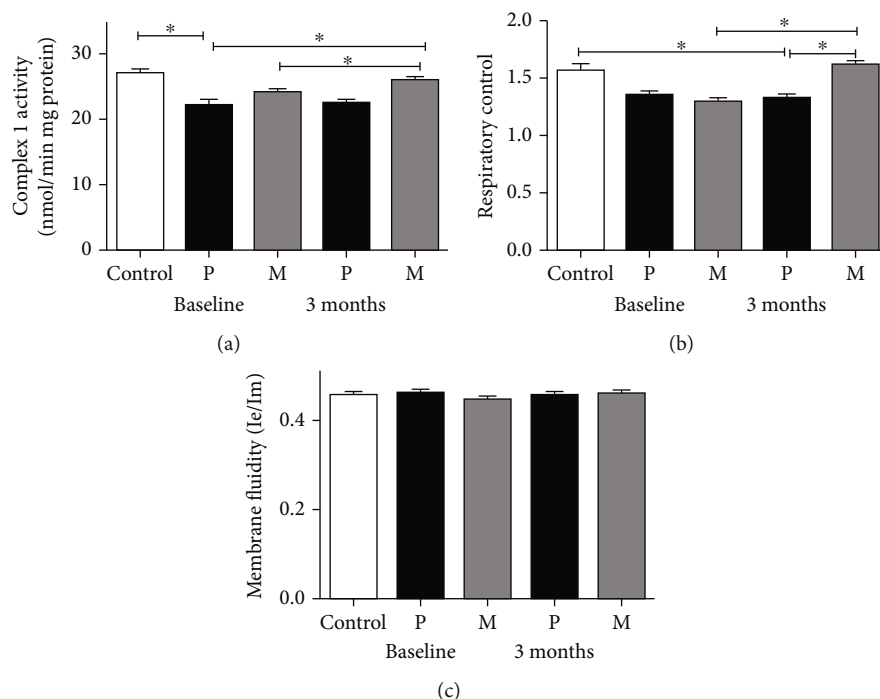 Complex 1 activity
(nmol/min mg protein)
30
20
10
0
*
*
*
Control P M P M
Baseline 3 months
(a)
Respiratory control
2.0
1.5
1.0
0.5
0.0
*
*
*
Control P M P M
Baseline 3 months
(b)
Membrane fluidity (Ie/Im)
0.4
0.2
0.0
Control P M P M
Baseline 3 months
(c)